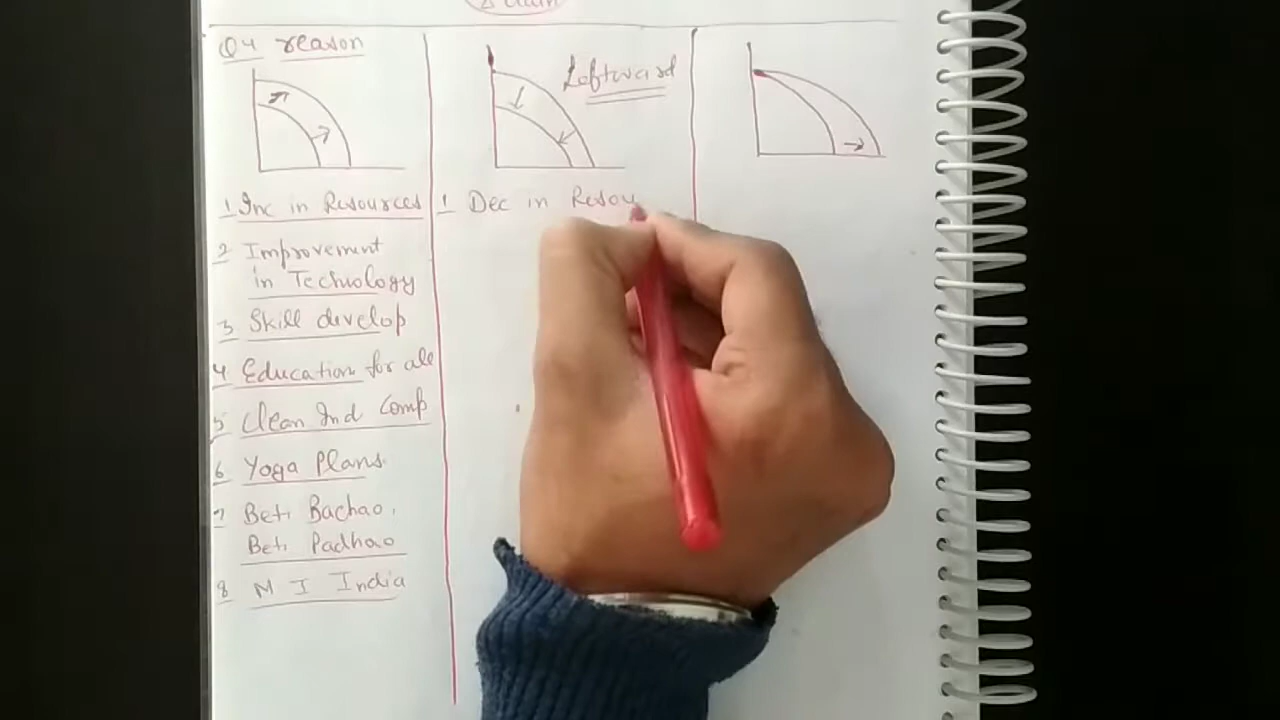 Q4 reason
1 Inc in Resources
2 Improvement
in Technology
3 Skill develop
4 Education for all
5 Clean Ind Comp
6 Yoga Plans
7 Beti Bachao,
Beti Padhao
8 M I India
Leftward
1 Dec in Resou